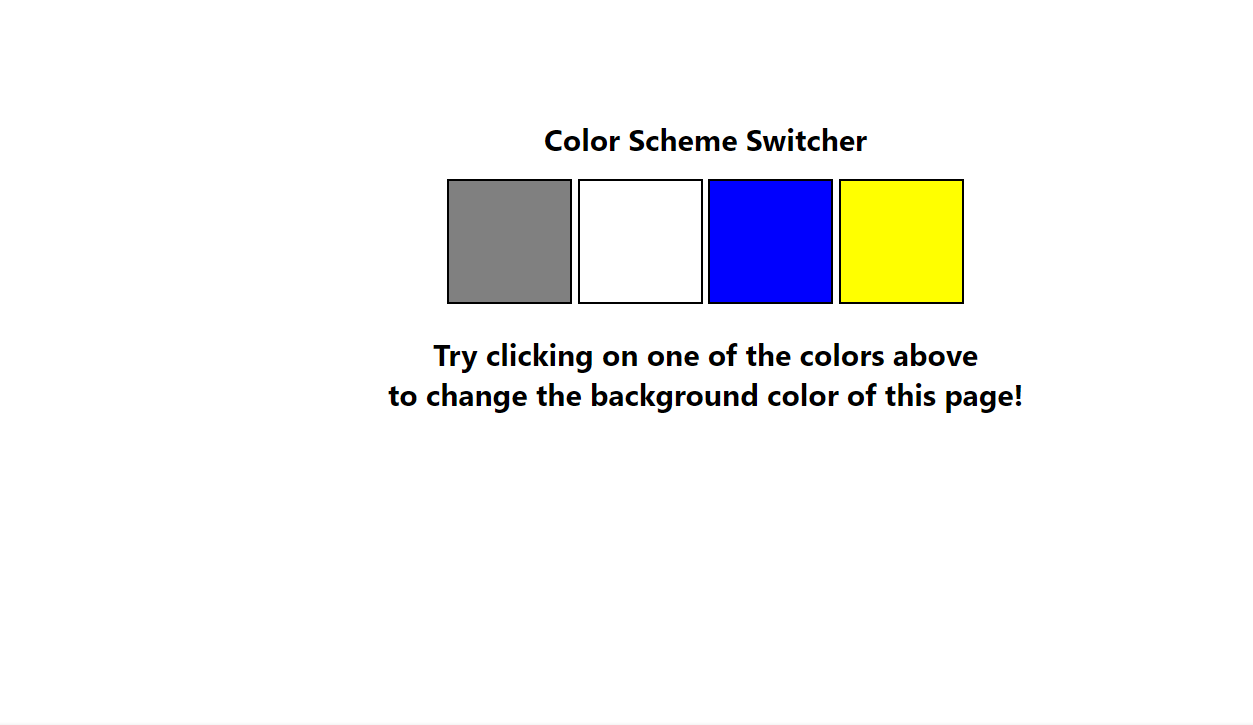 Color Scheme Switcher
Try clicking on one of the colors above
to change the background color of this page!